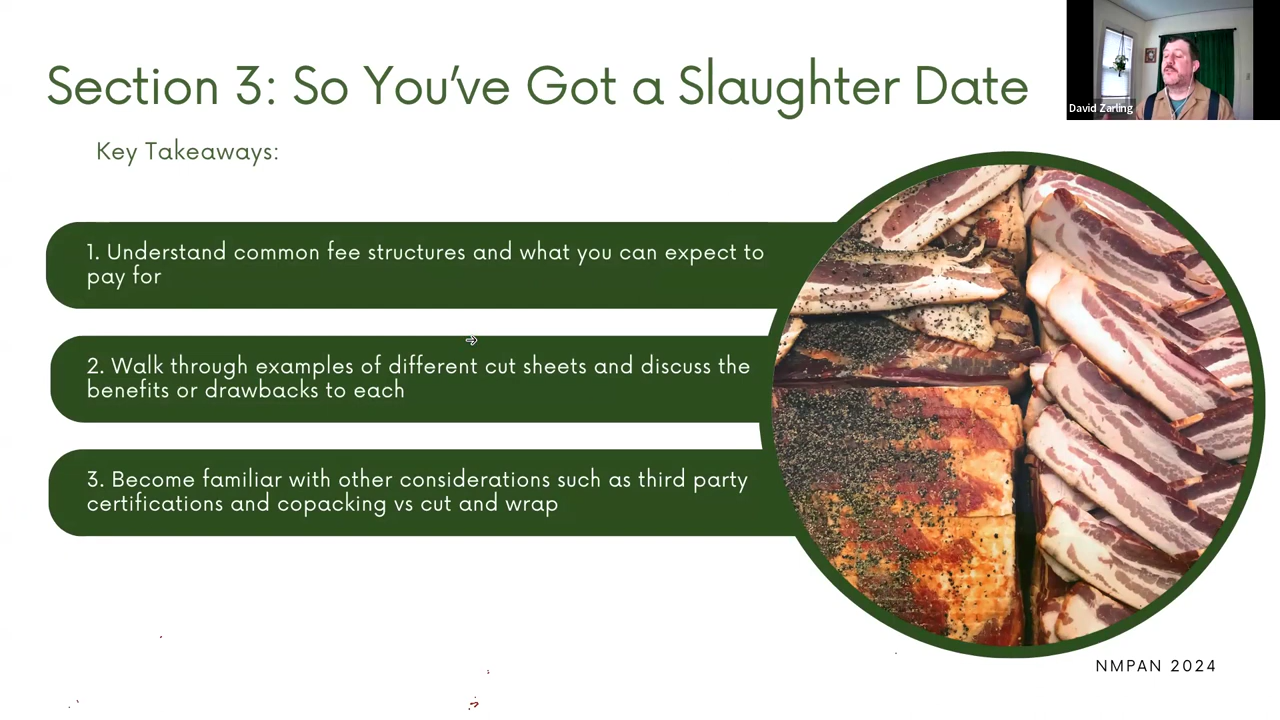 Section 3: So You've Got a Slaughter Date
David Zarling
Key Takeaways:
1. Understand common fee structures and what you can expect to
pay for
2. Walk through examples of different cut sheets and discuss the
benefits or drawbacks to each
3. Become familiar with other considerations such as third party
certifications and copacking vs cut and wrap
NMPAN 2024